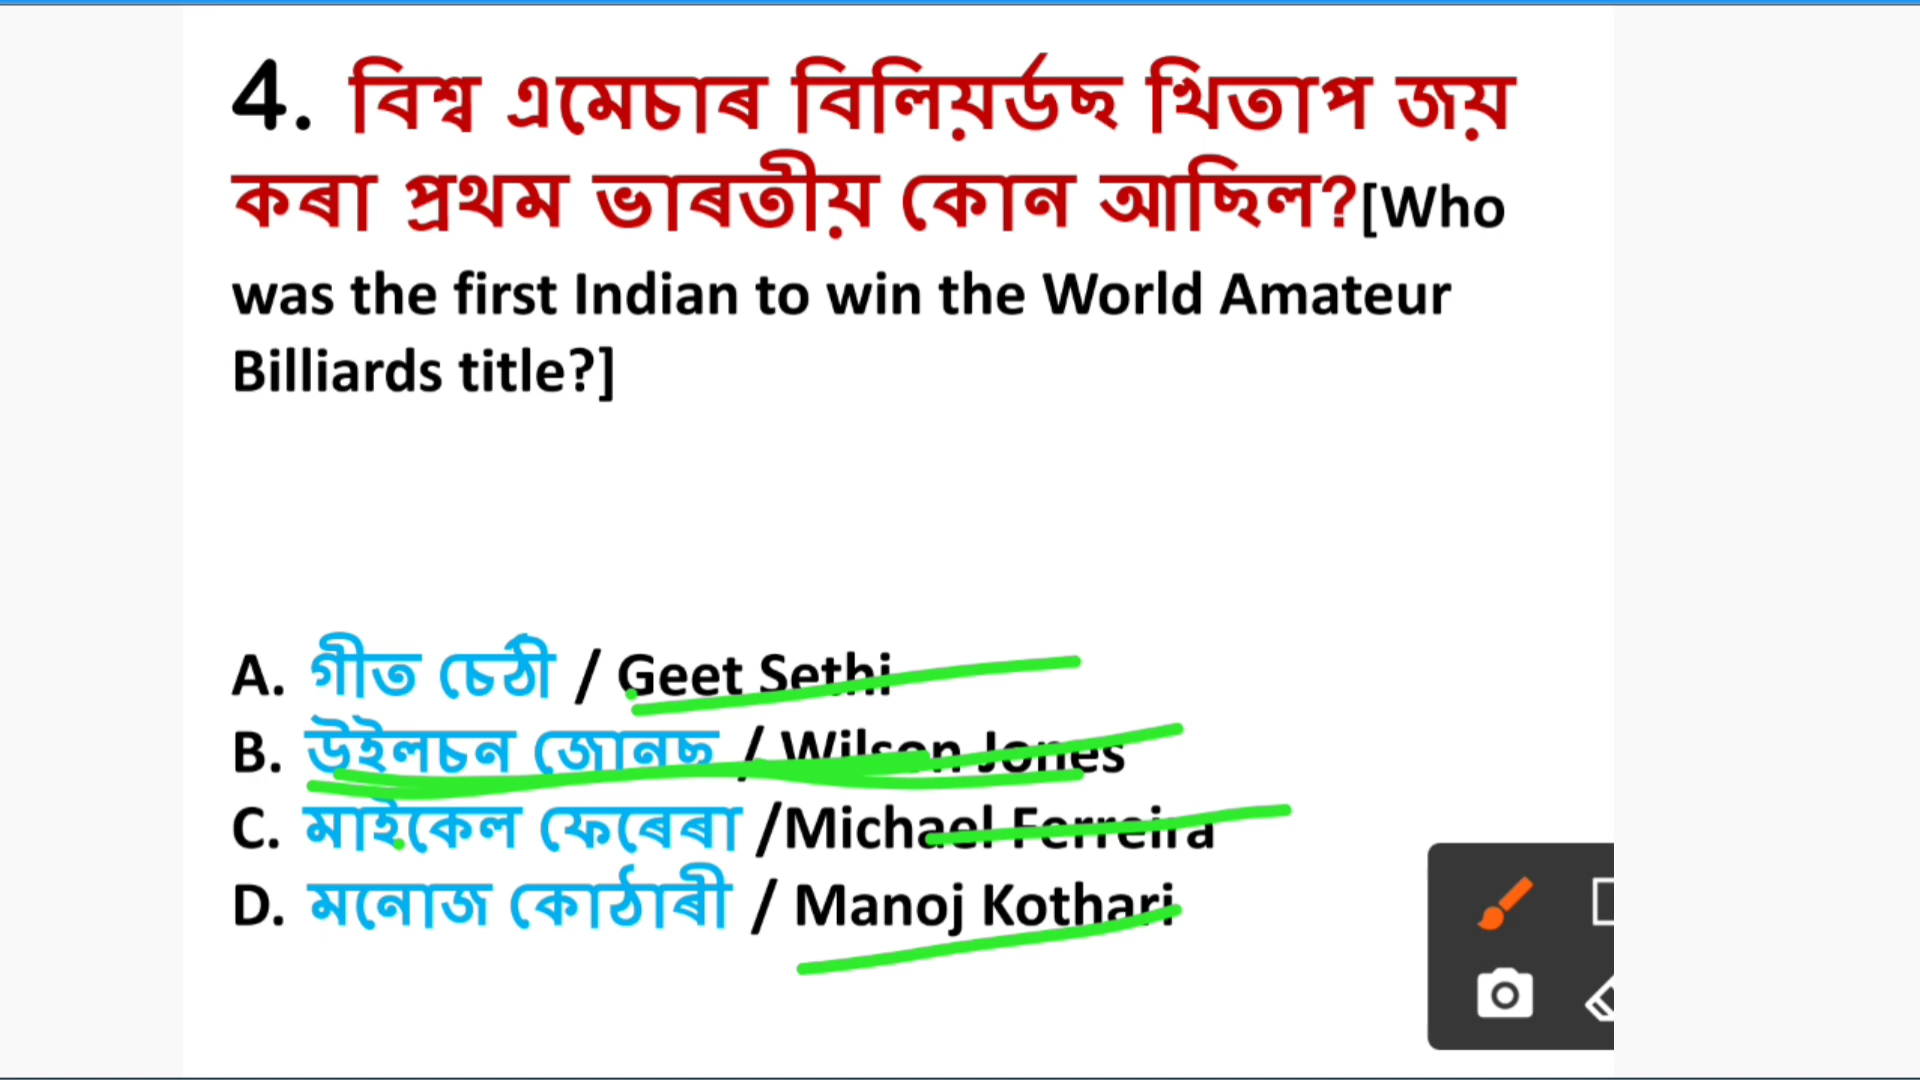 4. বিশ্ব এমেচাৰ বিলিয়ৰ্ডছ খিতাপ জয়
কৰা প্ৰথম ভাৰতীয় কোন আছিল?[Who
was the first Indian to win the World Amateur
Billiards title?]
A. গীত চেঠী / Geet Sethi
B. উইলচন জোনছ / Wilson Jones
C. মাইকেল ফেৰেৰা /Michael Ferreira
D. মনোজ কোঠাৰী / Manoj Kothari